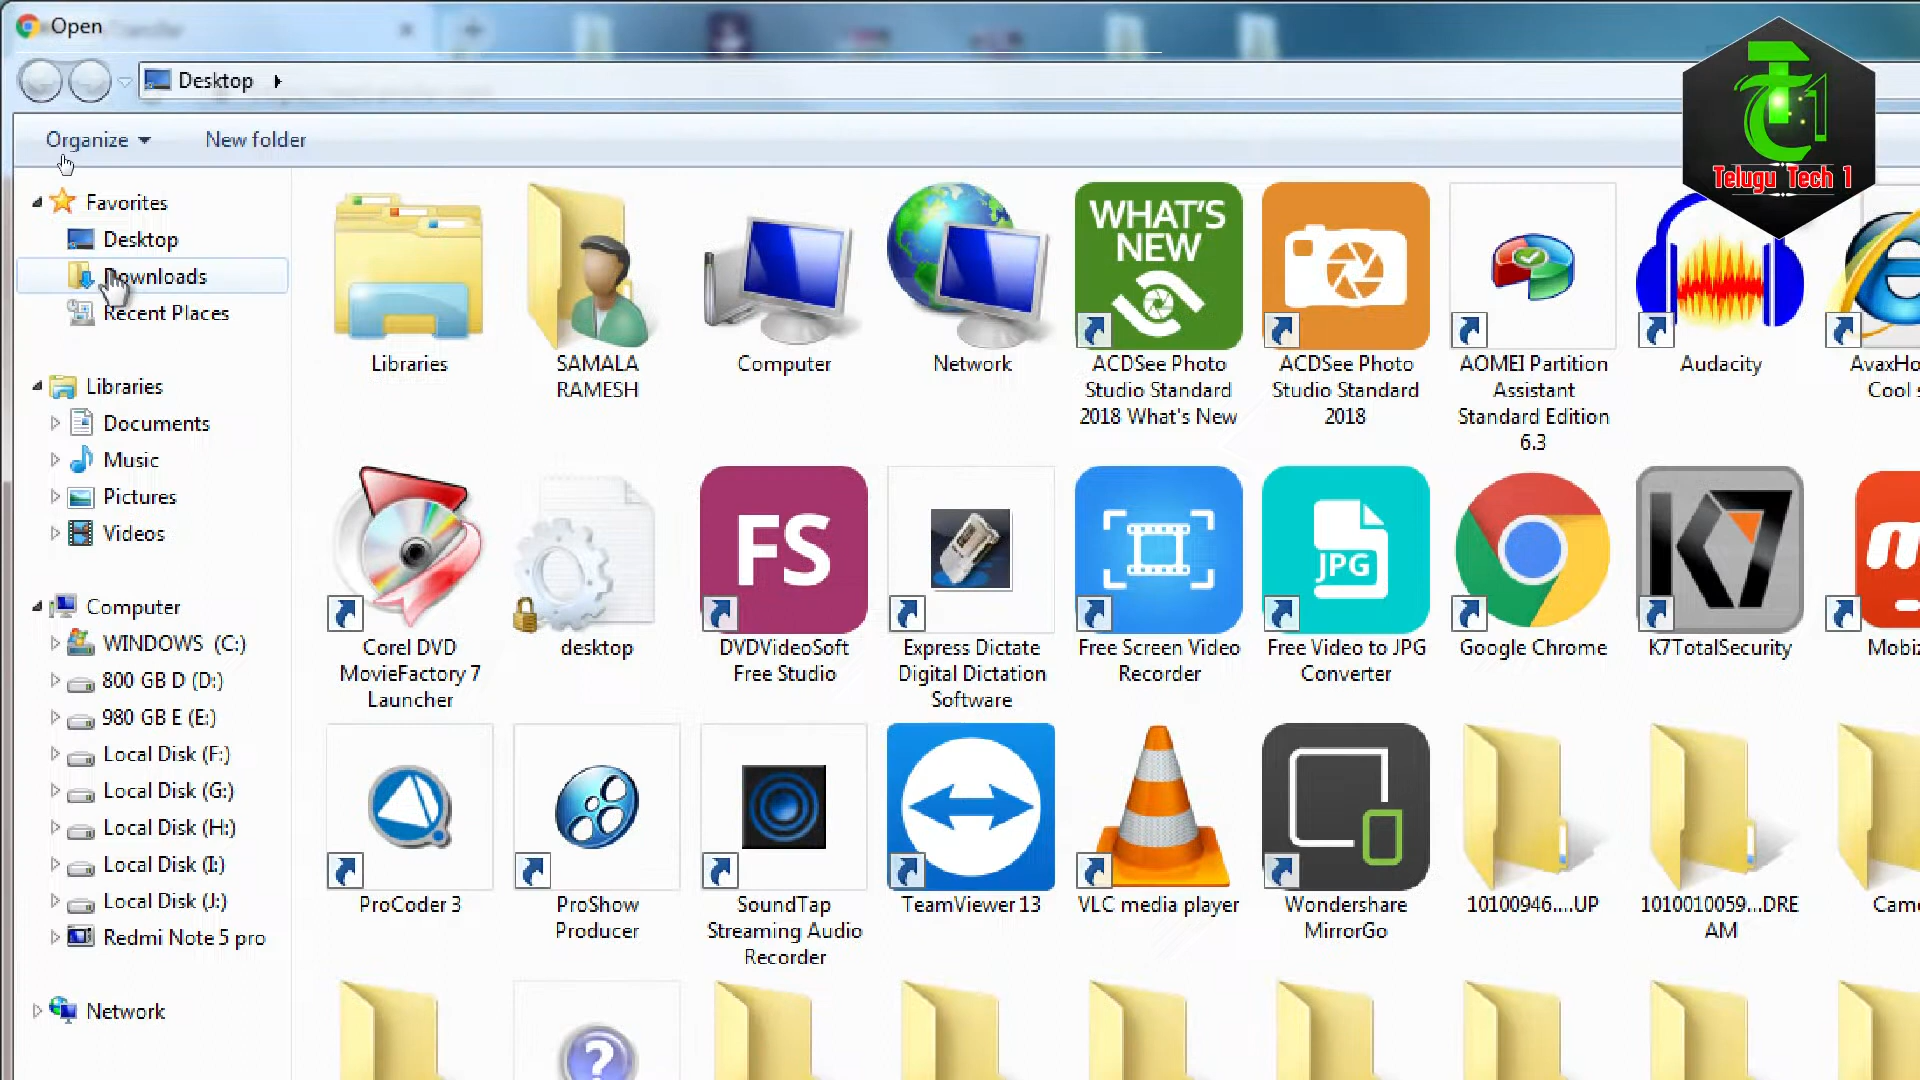 Open
Desktop
Organize
New folder
Telugu Tech 1
Favorites
Desktop
Downloads
Recent Places
Libraries
Documents
Music
Pictures
Videos
Computer
WINDOWS (C:)
800 GB D (D:)
980 GB E (E:)
Local Disk (F:)
Local Disk (G:)
Local Disk (H:)
Local Disk (I:)
Local Disk (J:)
Redmi Note 5 pro
Network
Libraries
SAMALA
RAMESH
Computer
Network
WHAT'S
NEW
ACDSee Photo
Studio Standard
2018 What's New
ACDSee Photo
Studio Standard
2018
AOMEI Partition
Assistant
Standard Edition
6.3
Audacity
AvaxHo
Cool s
Corel DVD
MovieFactory 7
Launcher
desktop
FS
DVDVideoSoft
Free Studio
Express Dictate
Digital Dictation
Software
Free Screen Video
Recorder
JPG
Free Video to JPG
Converter
Google Chrome
K7
K7TotalSecurity
m
Mobiz
ProCoder 3
ProShow
Producer
SoundTap
Streaming Audio
Recorder
TeamViewer 13
VLC media player
Wondershare
MirrorGo
10100946....UP
1010010059...DRE
AM
Came